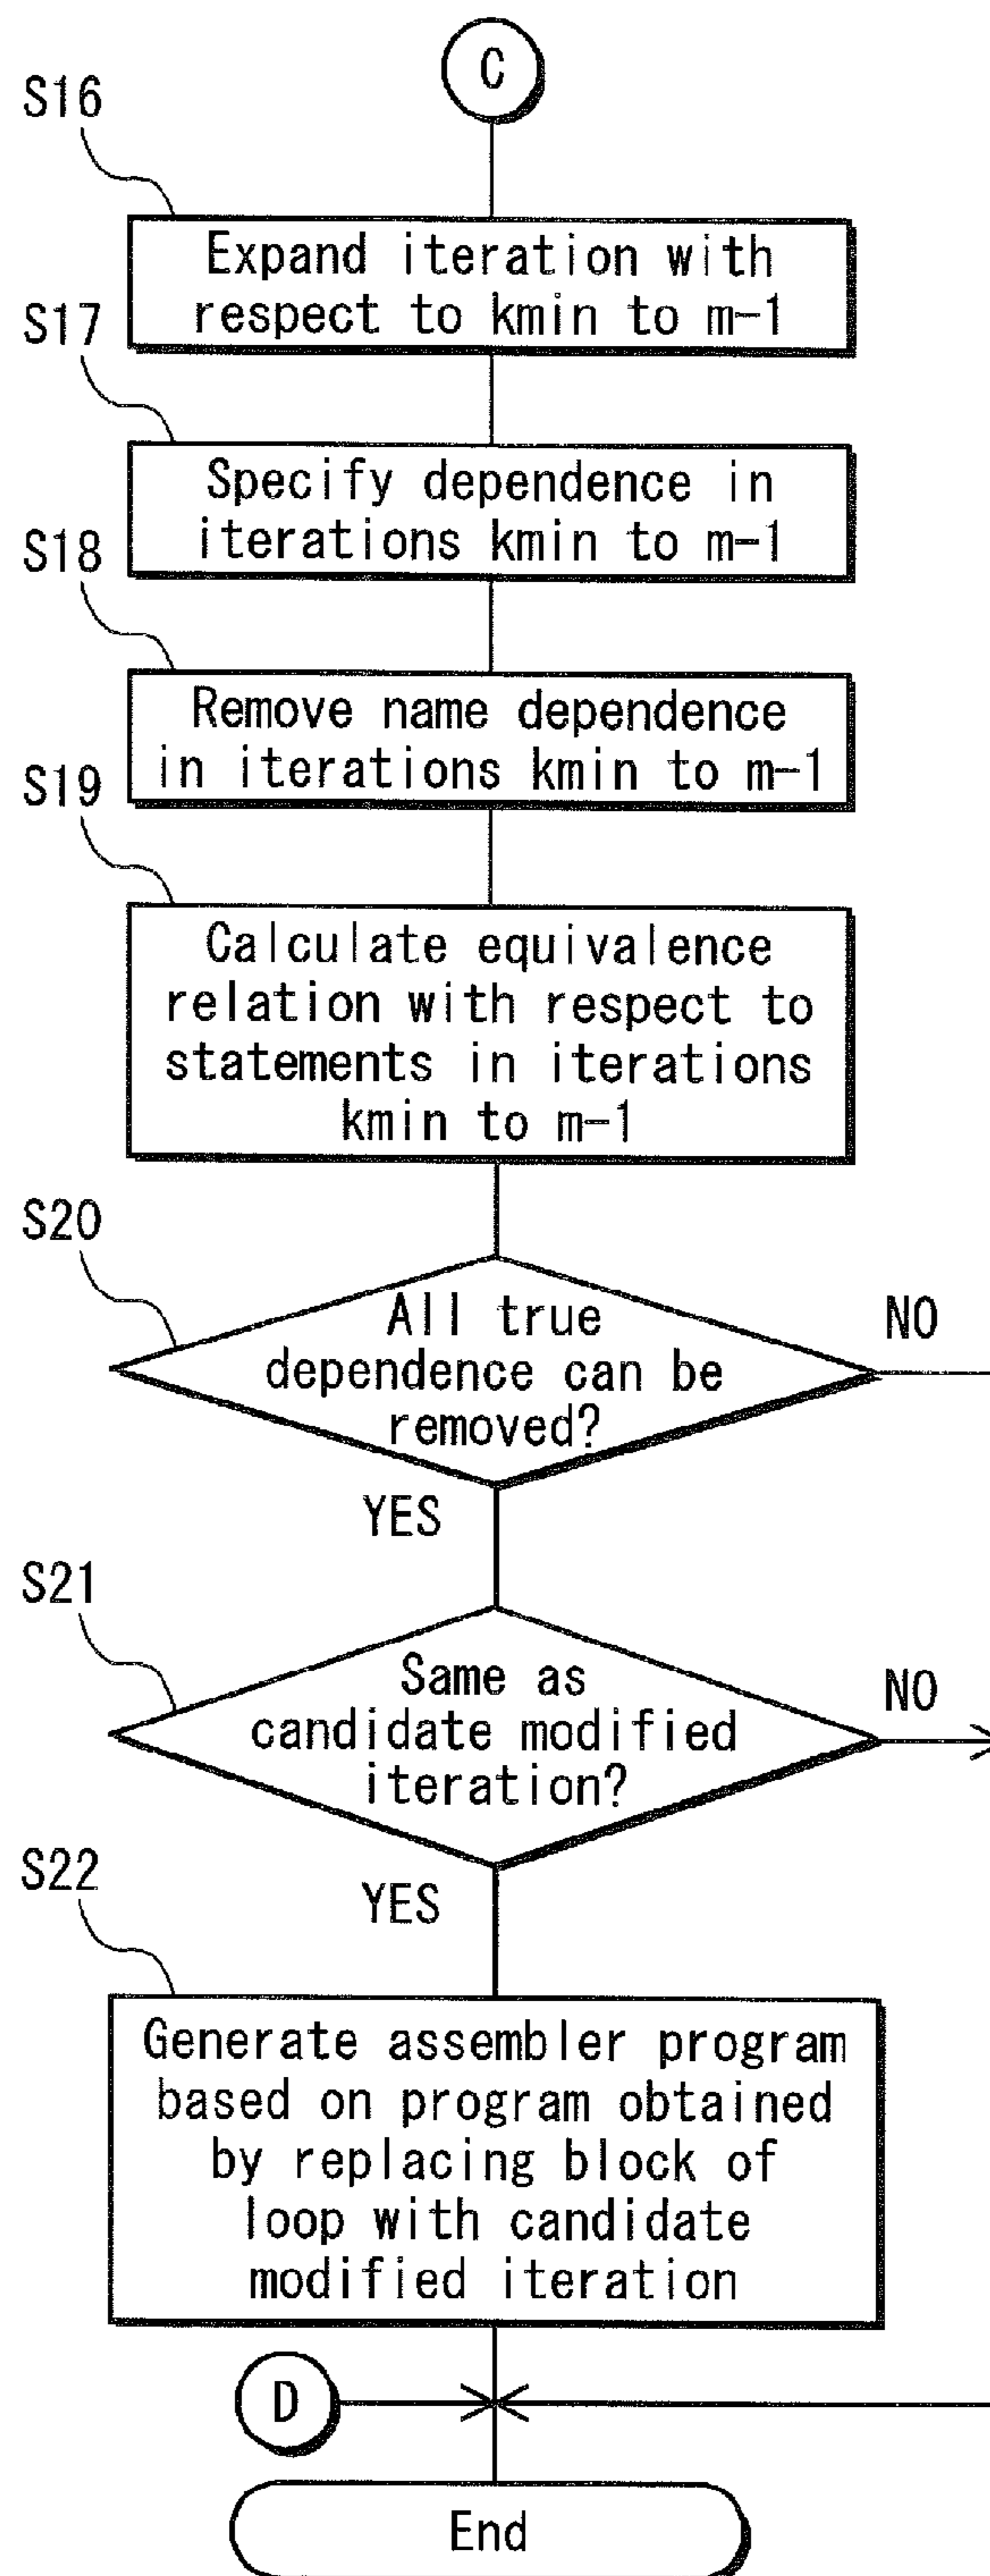 C
S16
Expand iteration with
respect to kmin to m-1
S17
Specify dependence in
iterations kmin to m-1
S18
Remove name dependence
in iterations kmin to m-1
S19
Calculate equivalence
relation with respect to
statements in iterations
kmin to m-1
S20
All true
dependence can be
removed?
NO
YES
S21
Same as
candidate modified
iteration?
NO
YES
S22
Generate assembler program
based on program obtained
by replacing block of
loop with candidate
modified iteration
D
End